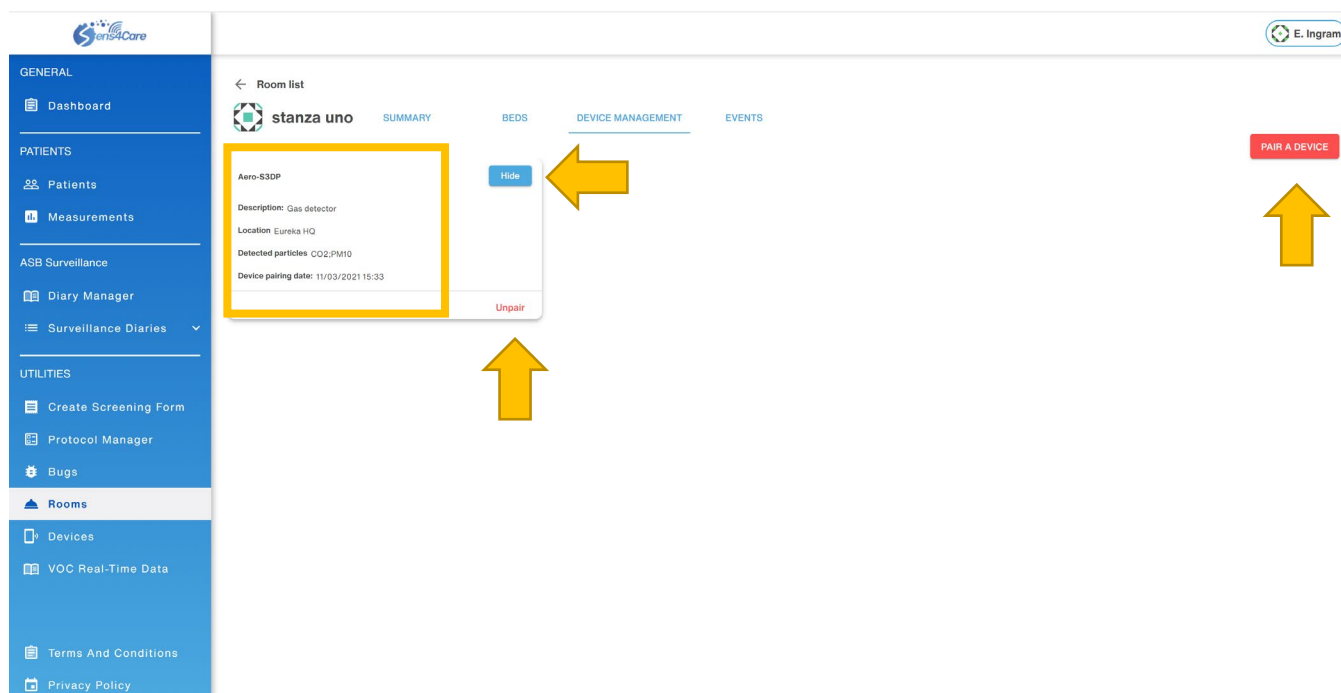 Sens4Care
E. Ingram
GENERAL
Dashboard
PATIENTS
Patients
Measurements
ASB Surveillance
Diary Manager
Surveillance Diaries
UTILITIES
Create Screening Form
Protocol Manager
Bugs
Rooms
Devices
VOC Real-Time Data
Terms And Conditions
Privacy Policy
Room list
stanza uno SUMMARY BEDS DEVICE MANAGEMENT EVENTS
PAIR A DEVICE
Aero-S3DP Hide
Description: Gas detector
Location Eureka HQ
Detected particles CO2;PM10
Device pairing date: 11/03/2021 15:33
Unpair